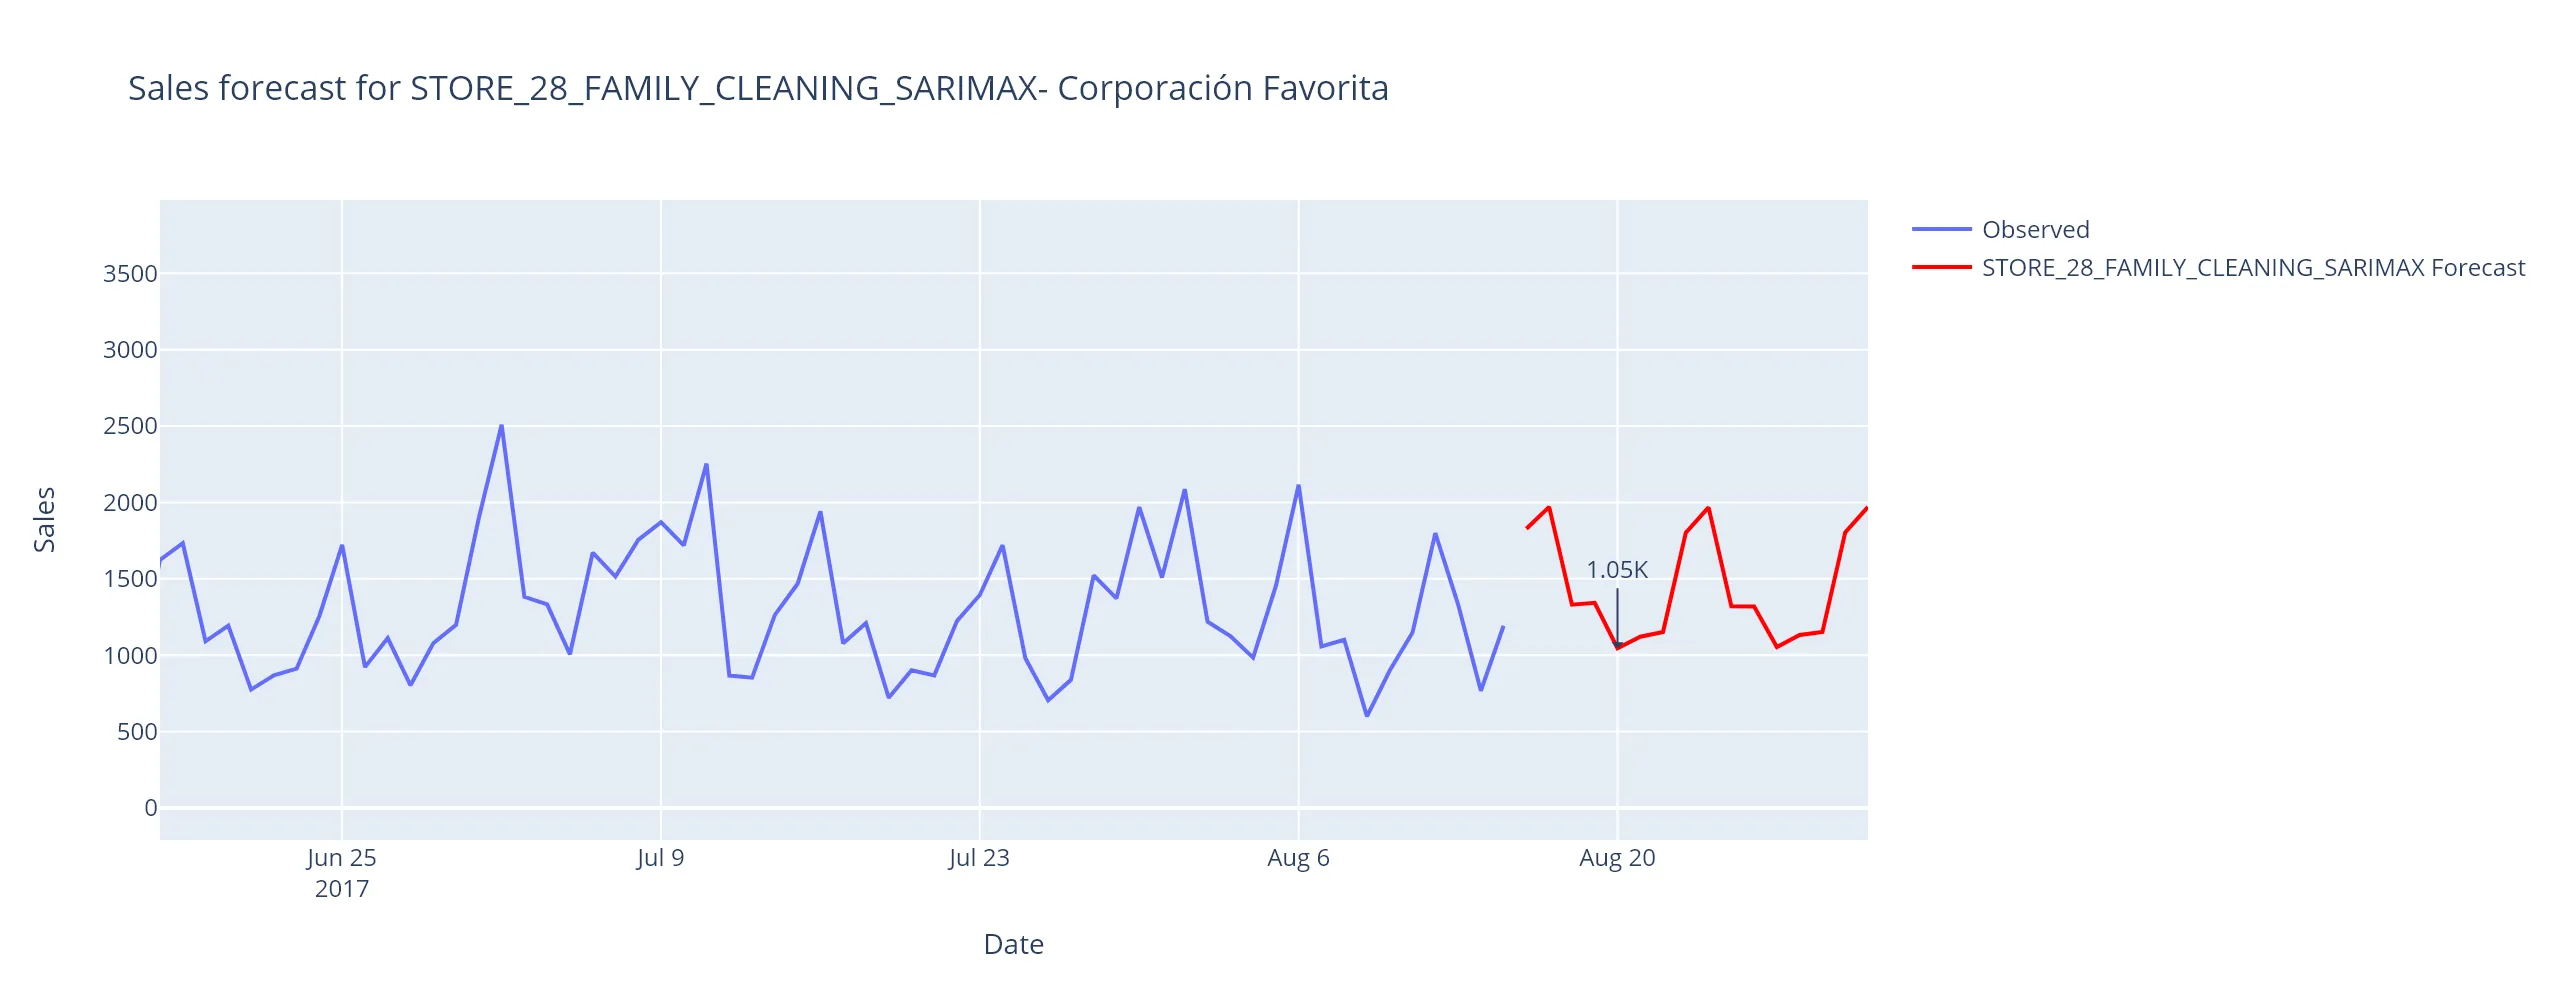 Sales forecast for STORE_28_FAMILY_CLEANING_SARIMAX- Corporación Favorita
Observed
STORE_28_FAMILY_CLEANING_SARIMAX Forecast
3500
3000
2500
2000
1500
1000
500
0
Sales
1.05K
Jun 25
2017
Jul 9
Jul 23
Aug 6
Aug 20
Date